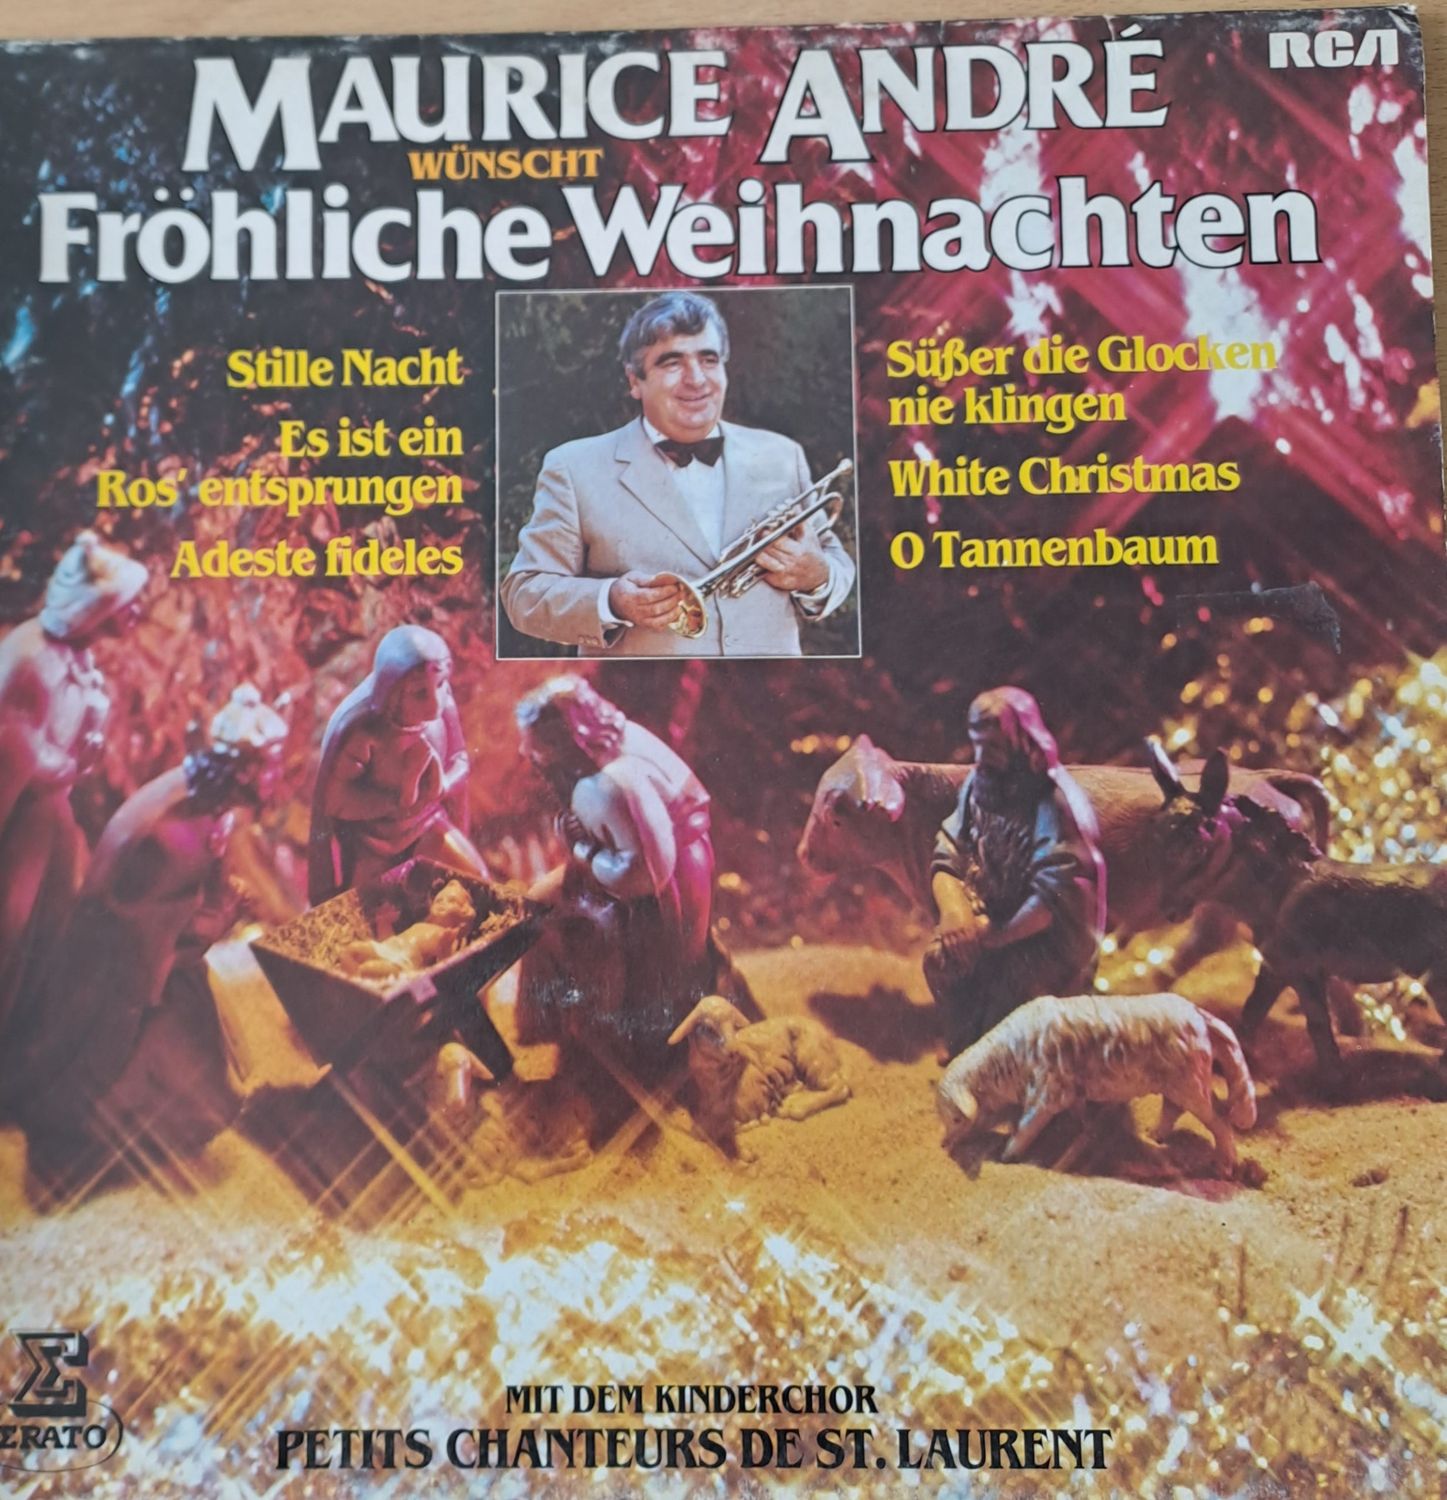 RCA
MAURICE ANDRÉ
WÜNSCHT
Fröhliche Weihnachten
Stille Nacht
Es ist ein
Ros' entsprungen
Adeste fideles
Süßer die Glocken
nie klingen
White Christmas
O Tannenbaum
MIT DEM KINDERCHOR
PETITS CHANTEURS DE ST. LAURENT
ERATO